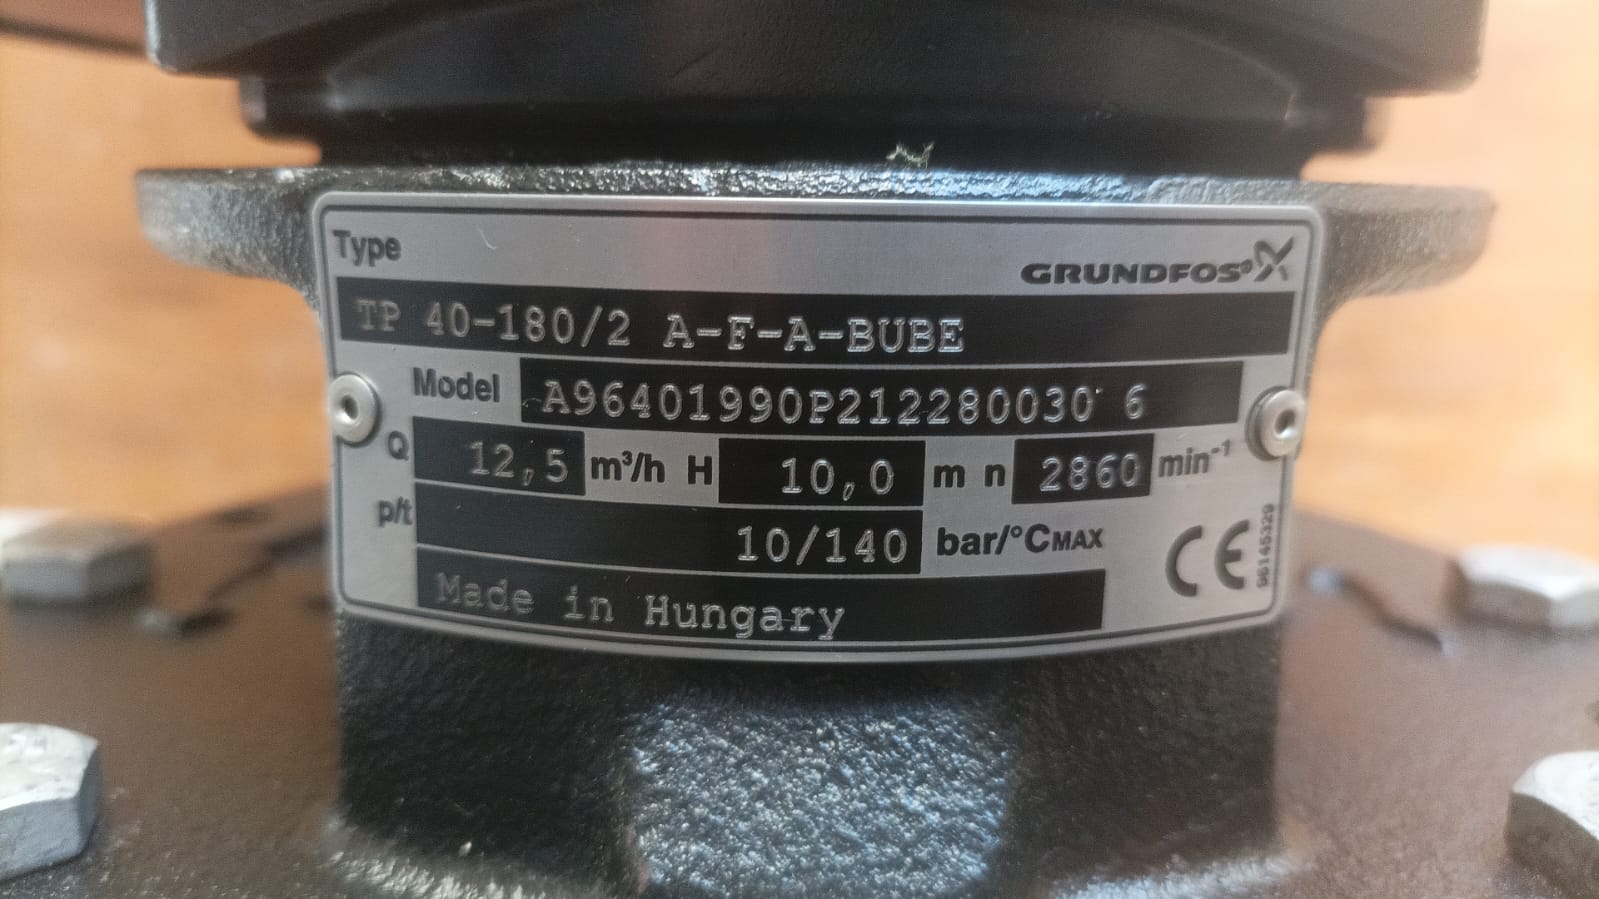 Type
GRUNDFOS
TP 40-180/2 A-F-A-BUBE
Model A96401990P212280030 6
Q 12,5 m³/h H 10,0 m n 2860 min⁻¹
p/t 10/140 bar/°CMAX
Made in Hungary
CE
96145329